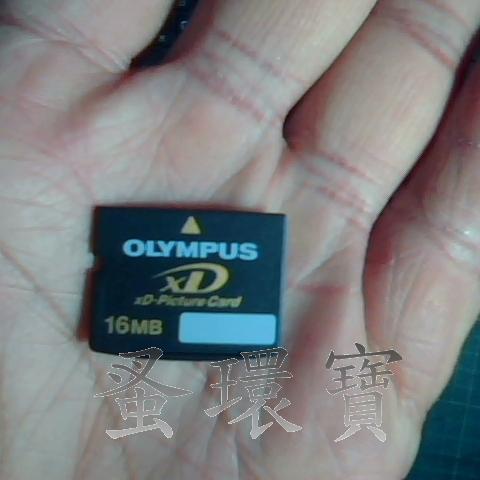 OLYMPUS
xD
xD-Picture Card
16MB
蚤環寶